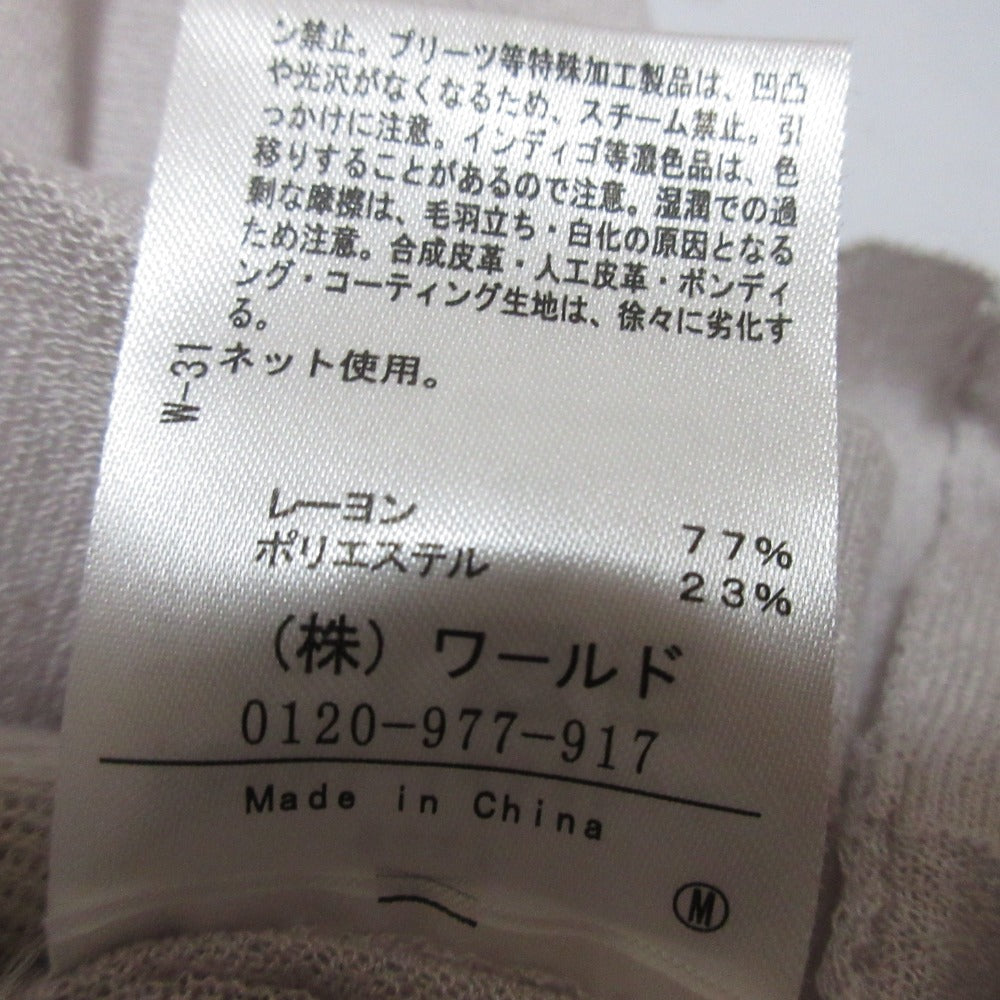 ン禁止。プリーツ等特殊加工製品は、凹凸
や光沢がなくなるため、スチーム禁止。引
っかけに注意。インディゴ等濃色品は、色
移りすることがあるので注意。湿潤での過
剰な摩擦は、毛羽立ち・白化の原因となる
ため注意。合成皮革・人工皮革・ボンディ
ング・コーティング生地は、徐々に劣化す
る。
ネット使用。
W-31
レーヨン 77%
ポリエステル 23%
(株)ワールド
0120-977-917
Made in China
M